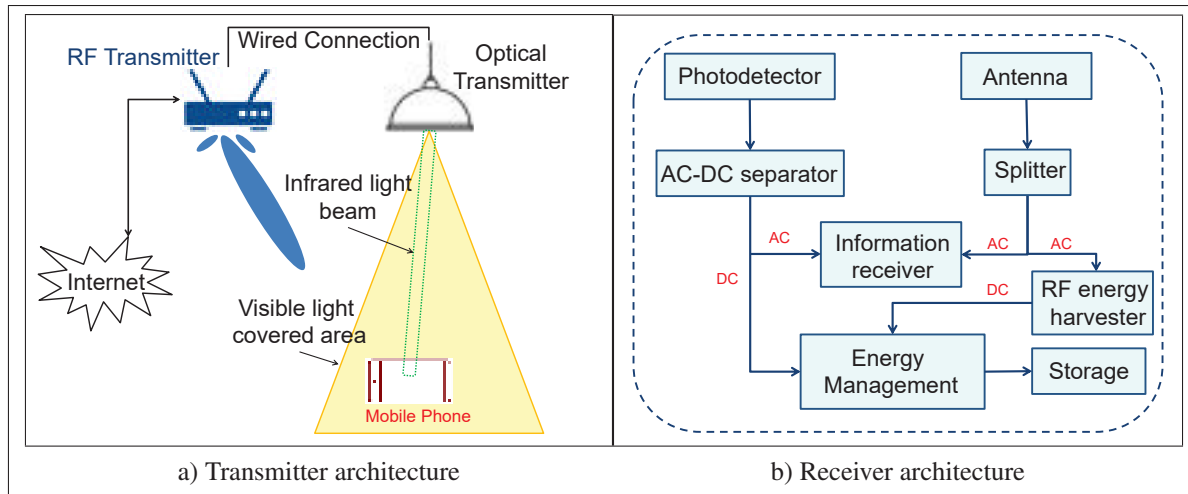 Wired Connection
RF Transmitter
Optical
Transmitter
Infrared light
beam
Internet
Visible light
covered area
Mobile Phone
a) Transmitter architecture
Photodetector
Antenna
AC-DC separator
Splitter
AC
Information
receiver
AC
AC
DC
DC
RF energy
harvester
Energy
Management
Storage
b) Receiver architecture